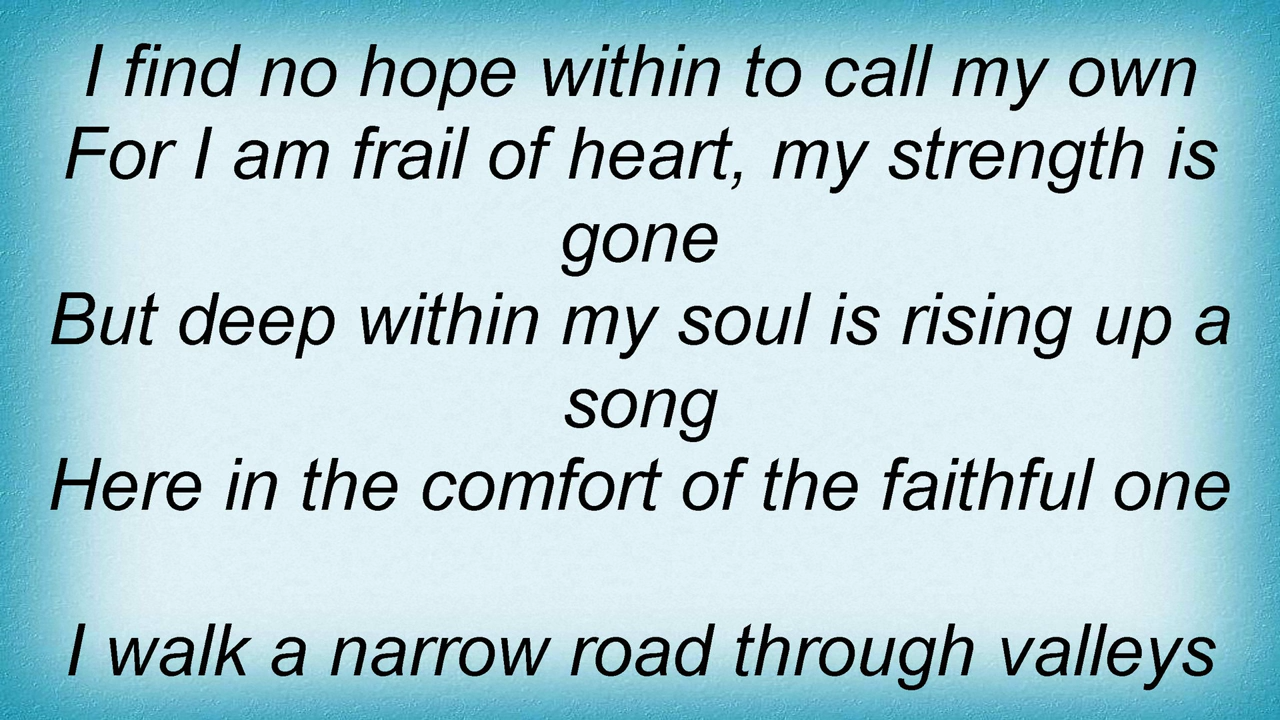 I find no hope within to call my own
For I am frail of heart, my strength is
gone
But deep within my soul is rising up a
song
Here in the comfort of the faithful one
I walk a narrow road through valleys